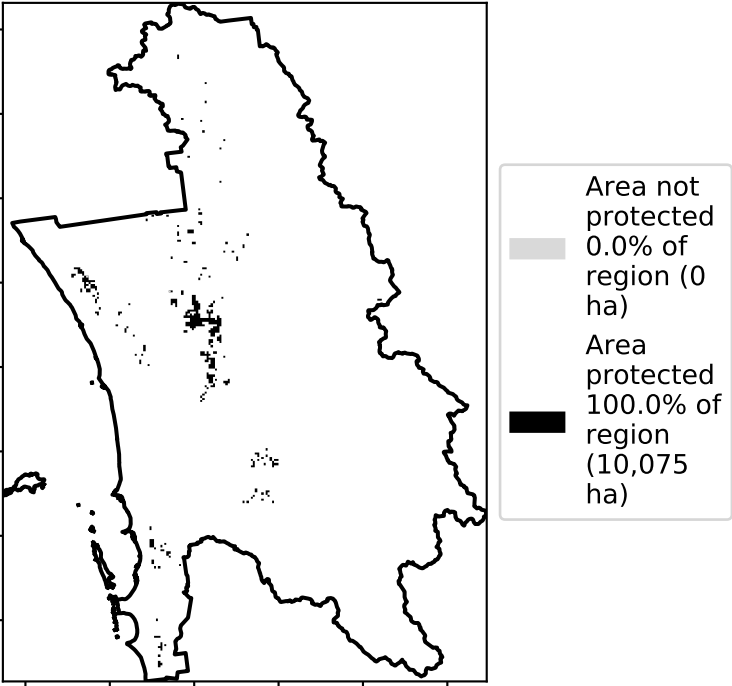 Area not
protected
0.0% of
region (0
ha)
Area
protected
100.0% of
region
(10,075
ha)